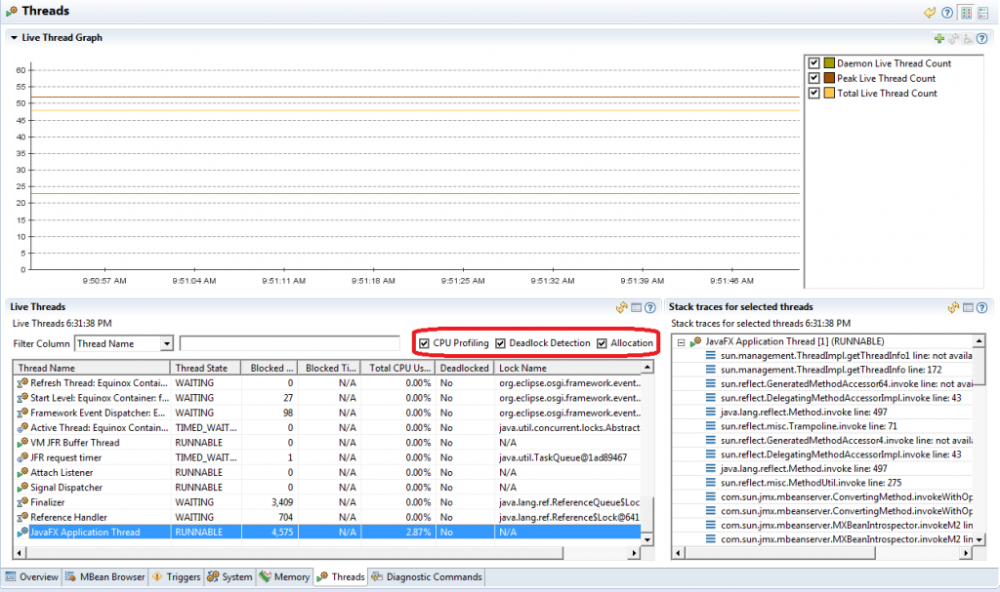 Threads
Live Thread Graph
60
55
50
45
40
35
30
25
20
15
10
5
0
9:50:57 AM 9:51:04 AM 9:51:11 AM 9:51:18 AM 9:51:25 AM 9:51:32 AM 9:51:39 AM 9:51:46 AM
Daemon Live Thread Count
Peak Live Thread Count
Total Live Thread Count
Live Threads
Live Threads 6:31:38 PM
Filter Column Thread Name CPU Profiling Deadlock Detection Allocation
Thread Name Thread State Blocked ... Blocked Ti... Total CPU Us... Deadlocked Lock Name
Refresh Thread: Equinox Contai... WAITING 0 N/A 0.00% No org.eclipse.osgi.framework.event..
Start Level: Equinox Container: f... WAITING 27 N/A 0.00% No org.eclipse.osgi.framework.event..
Framework Event Dispatcher: E... WAITING 98 N/A 0.00% No org.eclipse.osgi.framework.event..
Active Thread: Equinox Contain... TIMED_WAIT... 0 N/A 0.00% No java.util.concurrent.locks.Abstract
VM JFR Buffer Thread RUNNABLE 0 N/A 0.00% No N/A
JFR request timer TIMED_WAIT... 1 N/A 0.00% No java.util.TaskQueue@1ad89467
Attach Listener RUNNABLE 0 N/A 0.00% No N/A
Signal Dispatcher RUNNABLE 0 N/A 0.00% No N/A
Finalizer WAITING 3,409 N/A 0.00% No java.lang.ref.ReferenceQueue$Loc
Reference Handler WAITING 704 N/A 0.00% No java.lang.ref.Reference$Lock@641
JavaFX Application Thread RUNNABLE 4,575 N/A 2.87% No N/A
Stack traces for selected threads
Stack traces for selected threads 6:31:38 PM
JavaFX Application Thread [1] (RUNNABLE)
sun.management.ThreadImpl.getThreadInfo1 line: not availa
sun.management.ThreadImpl.getThreadInfo line: 172
sun.reflect.GeneratedMethodAccessor64.invoke line: not avai
sun.reflect.DelegatingMethodAccessorImpl.invoke line: 43
java.lang.reflect.Method.invoke line: 497
sun.reflect.misc.Trampoline.invoke line: 71
sun.reflect.GeneratedMethodAccessor4.invoke line: not availa
sun.reflect.DelegatingMethodAccessorImpl.invoke line: 43
java.lang.reflect.Method.invoke line: 497
sun.reflect.misc.MethodUtil.invoke line: 275
com.sun.jmx.mbeanserver.ConvertingMethod.invokeWithOp
com.sun.jmx.mbeanserver.MXBeanIntrospector.invokeM2 lin
com.sun.jmx.mbeanserver.MXBeanIntrospector.invokeM2 lin
Overview MBean Browser Triggers System Memory Threads Diagnostic Commands